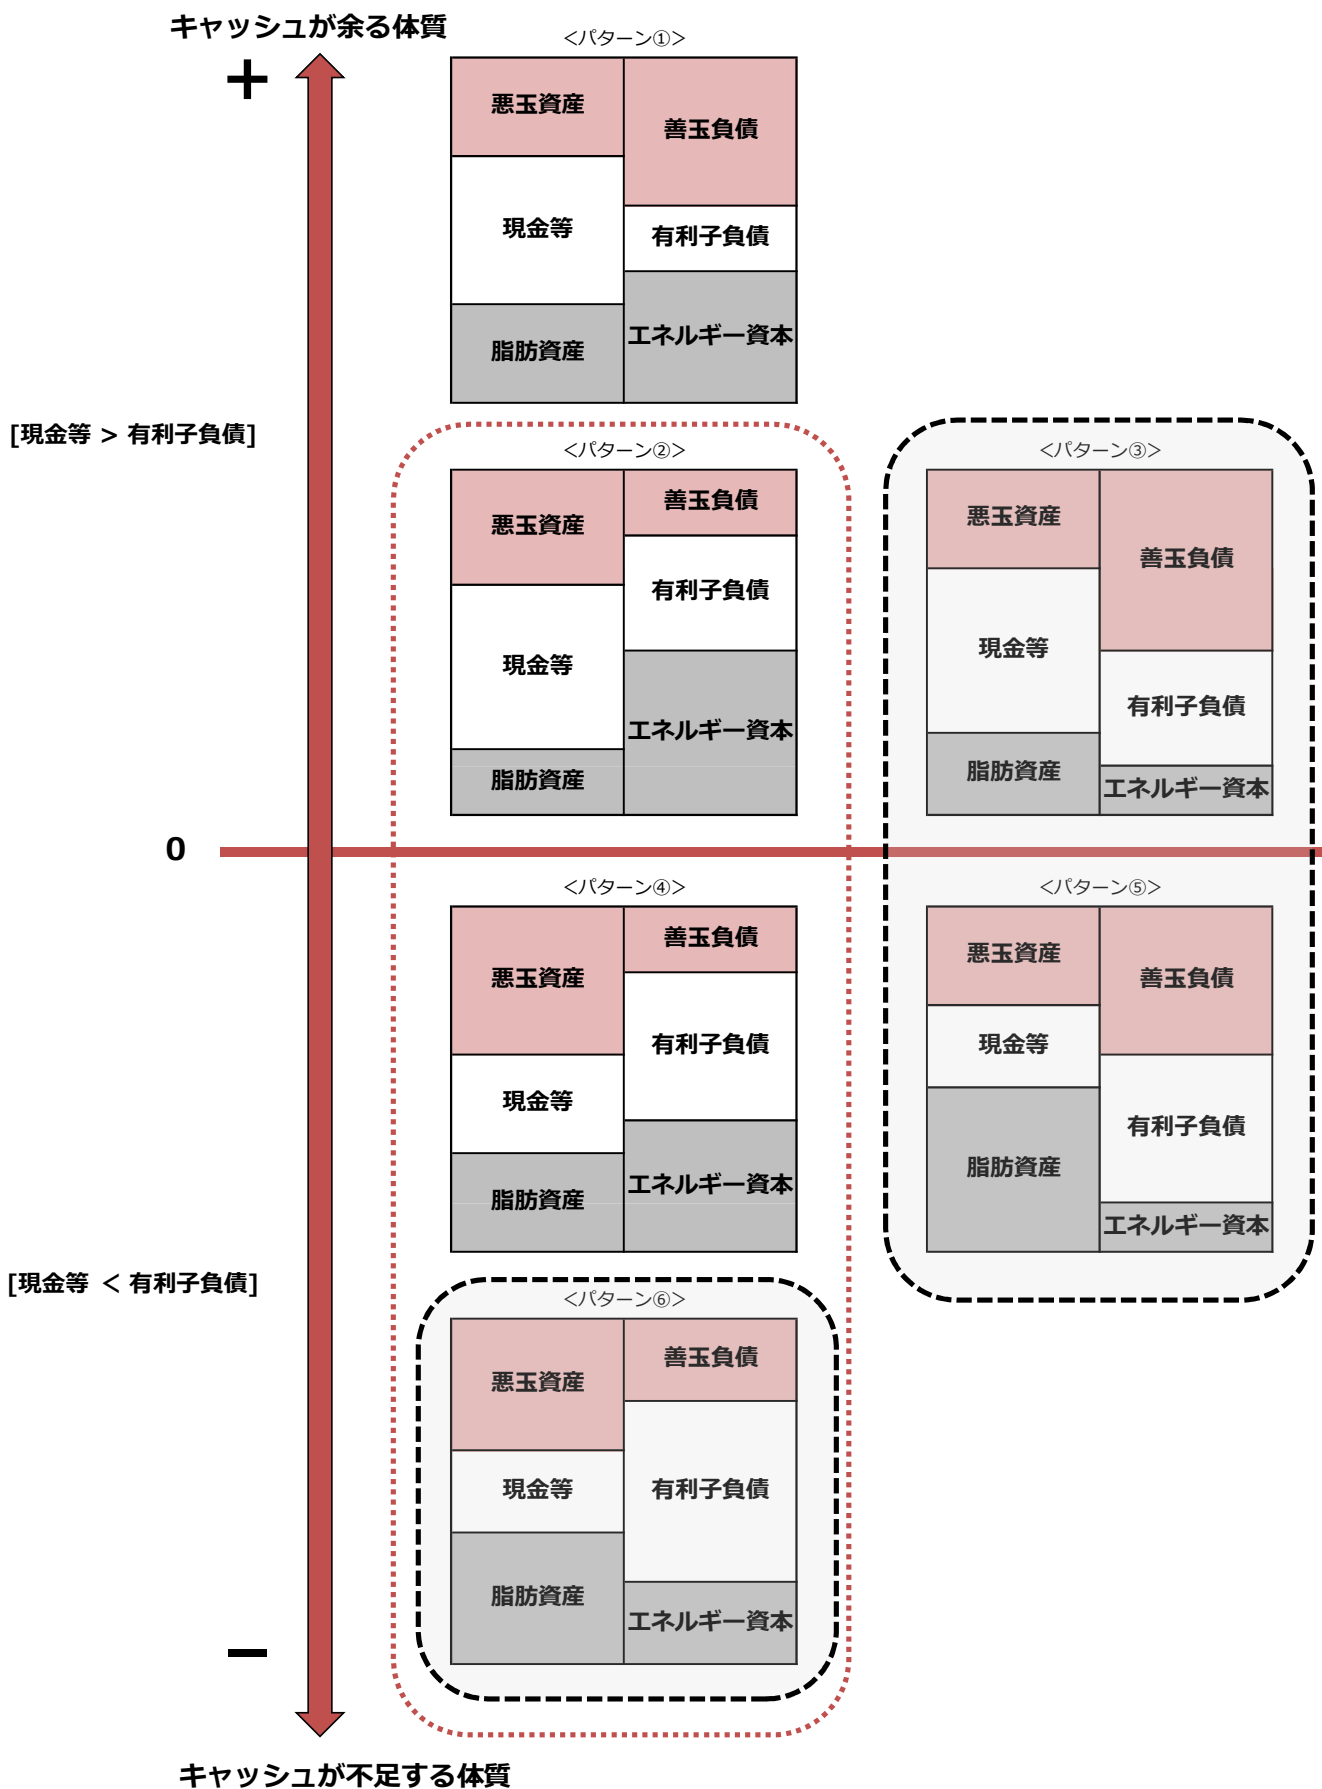 キャッシュが余る体質
+
<パターン①>
悪玉資産
善玉負債
現金等
有利子負債
脂肪資産
エネルギー資本
[現金等 > 有利子負債]
<パターン②>
悪玉資産
善玉負債
現金等
有利子負債
脂肪資産
エネルギー資本
<パターン③>
悪玉資産
善玉負債
現金等
有利子負債
脂肪資産
エネルギー資本
0
<パターン④>
悪玉資産
善玉負債
現金等
有利子負債
脂肪資産
エネルギー資本
<パターン⑤>
悪玉資産
善玉負債
現金等
有利子負債
脂肪資産
エネルギー資本
[現金等 < 有利子負債]
<パターン⑥>
悪玉資産
善玉負債
現金等
有利子負債
脂肪資産
エネルギー資本
−
キャッシュが不足する体質